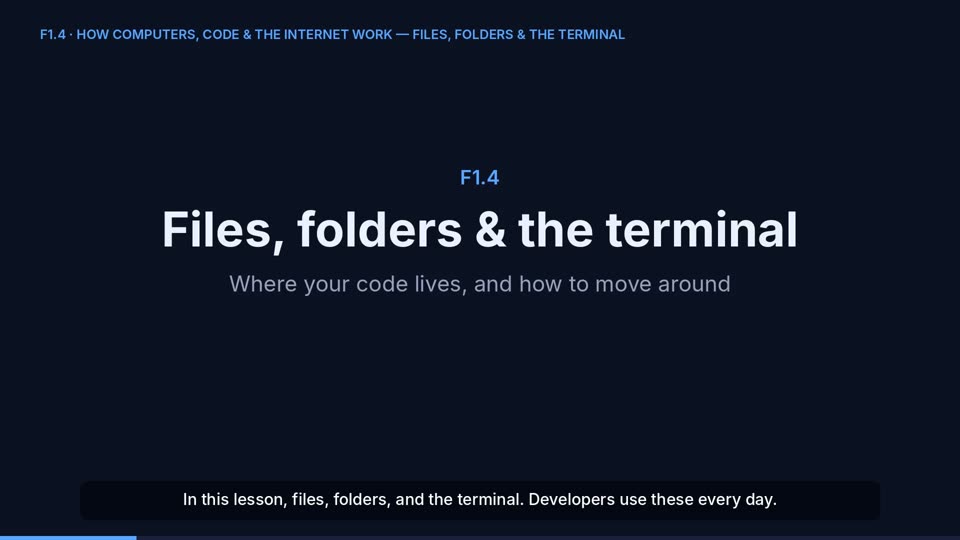 F1.4 · HOW COMPUTERS, CODE & THE INTERNET WORK — FILES, FOLDERS & THE TERMINAL
F1.4
Files, folders & the terminal
Where your code lives, and how to move around
In this lesson, files, folders, and the terminal. Developers use these every day.